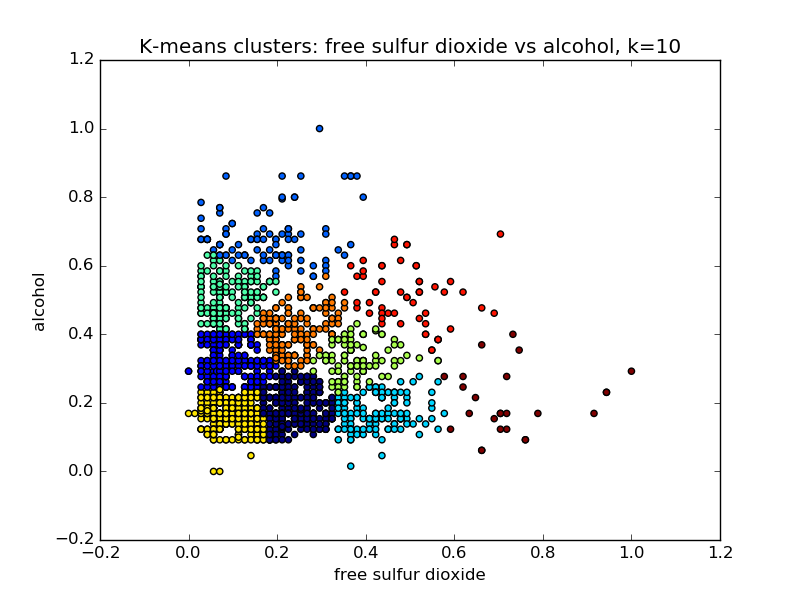 K-means clusters: free sulfur dioxide vs alcohol, k=10
1.2
1.0
0.8
0.6
0.4
0.2
0.0
−0.2
alcohol
−0.2 0.0 0.2 0.4 0.6 0.8 1.0 1.2
free sulfur dioxide